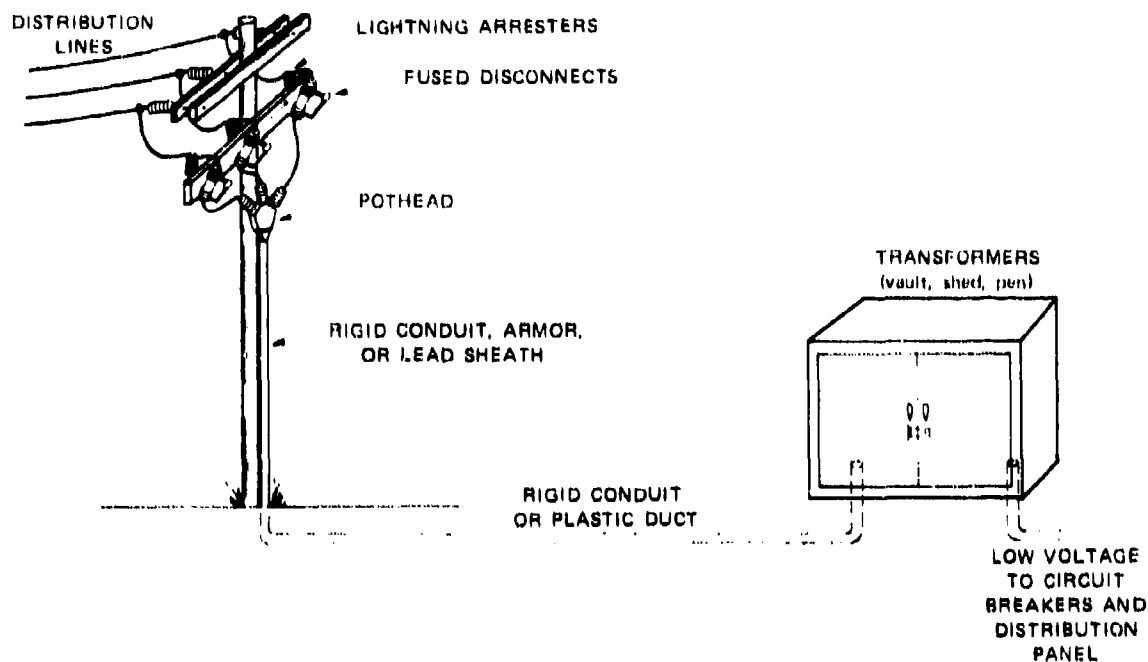 DISTRIBUTION
LINES
LIGHTNING ARRESTERS
FUSED DISCONNECTS
POTHEAD
RIGID CONDUIT, ARMOR,
OR LEAD SHEATH
TRANSFORMERS
(vault, shed, pen)
RIGID CONDUIT
OR PLASTIC DUCT
LOW VOLTAGE
TO CIRCUIT
BREAKERS AND
DISTRIBUTION
PANEL